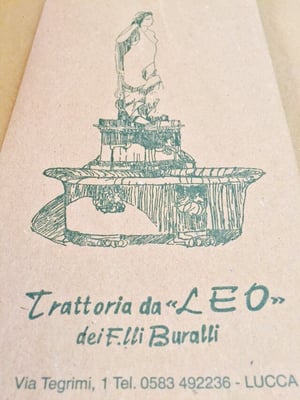 Trattoria da «LEO»
dei F.lli Buralli
Via Tegrimi, 1 Tel. 0583 492236 - LUCCA